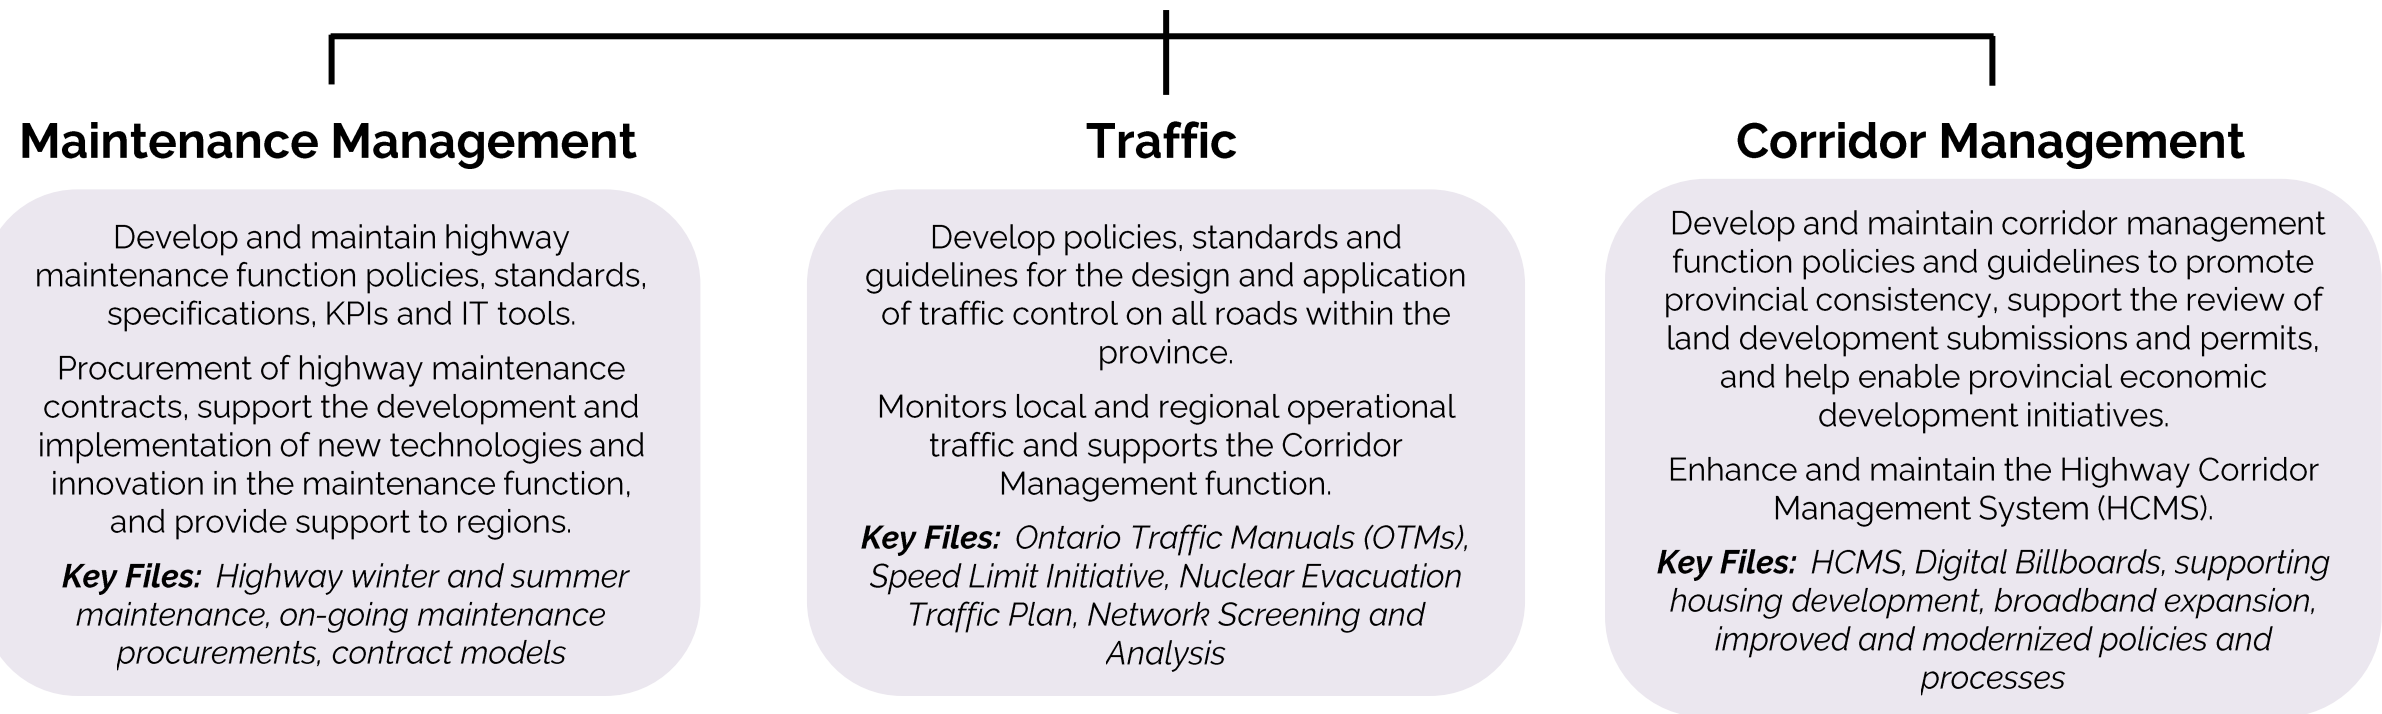 Maintenance Management
Develop and maintain highway
maintenance function policies, standards,
specifications, KPIs and IT tools.
Procurement of highway maintenance
contracts, support the development and
implementation of new technologies and
innovation in the maintenance function,
and provide support to regions.
Key Files: Highway winter and summer
maintenance, on-going maintenance
procurements, contract models
Traffic
Develop policies, standards and
guidelines for the design and application
of traffic control on all roads within the
province.
Monitors local and regional operational
traffic and supports the Corridor
Management function.
Key Files: Ontario Traffic Manuals (OTMs),
Speed Limit Initiative, Nuclear Evacuation
Traffic Plan, Network Screening and
Analysis
Corridor Management
Develop and maintain corridor management
function policies and guidelines to promote
provincial consistency, support the review of
land development submissions and permits,
and help enable provincial economic
development initiatives.
Enhance and maintain the Highway Corridor
Management System (HCMS).
Key Files: HCMS, Digital Billboards, supporting
housing development, broadband expansion,
improved and modernized policies and
processes